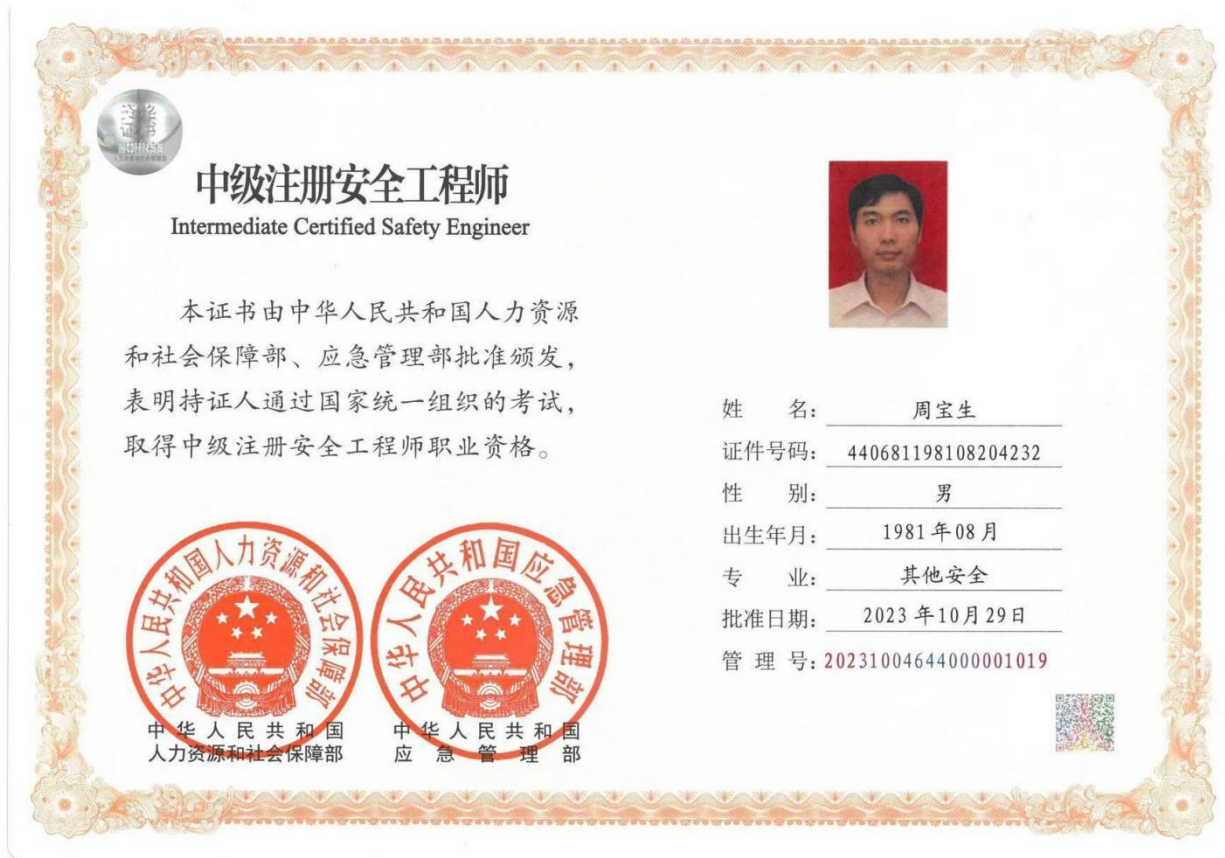 中级注册安全工程师
Intermediate Certified Safety Engineer
本证书由中华人民共和国人力资源
和社会保障部、应急管理部批准颁发，
表明持证人通过国家统一组织的考试，
取得中级注册安全工程师职业资格。
中华人民共和国人力资源和社会保障部
中华人民共和国应急管理部
中华人民共和国
人力资源和社会保障部
中华人民共和国
应急管理部
姓 名： 周宝生
证件号码： 440681198108204232
性 别： 男
出生年月： 1981年08月
专 业： 其他安全
批准日期： 2023年10月29日
管 理 号：20231004644000001019